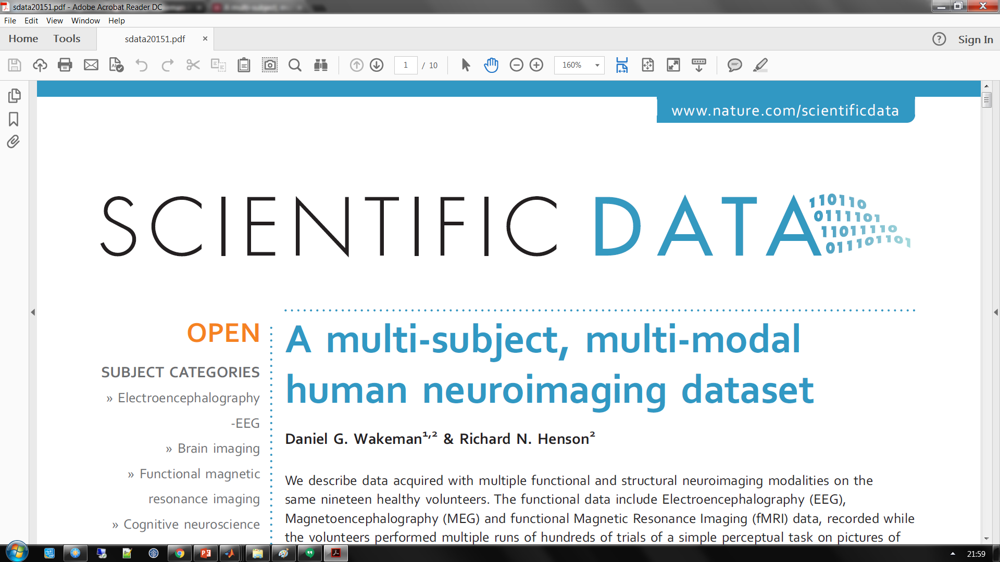 sdata20151.pdf - Adobe Acrobat Reader DC
File Edit View Window Help
Home Tools sdata20151.pdf × ? Sign In
1 / 10 160%
www.nature.com/scientificdata
SCIENTIFIC DATA
110110
0111101
11011110
011101101
OPEN
SUBJECT CATEGORIES
» Electroencephalography
-EEG
» Brain imaging
» Functional magnetic
resonance imaging
» Cognitive neuroscience
A multi-subject, multi-modal
human neuroimaging dataset
Daniel G. Wakeman1,2 & Richard N. Henson2
We describe data acquired with multiple functional and structural neuroimaging modalities on the
same nineteen healthy volunteers. The functional data include Electroencephalography (EEG),
Magnetoencephalography (MEG) and functional Magnetic Resonance Imaging (fMRI) data, recorded while
the volunteers performed multiple runs of hundreds of trials of a simple perceptual task on pictures of
21:59